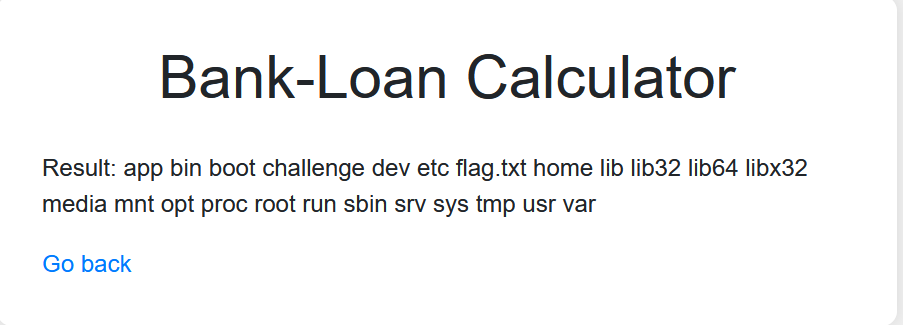 Bank-Loan Calculator
Result: app bin boot challenge dev etc flag.txt home lib lib32 lib64 libx32
media mnt opt proc root run sbin srv sys tmp usr var
Go back